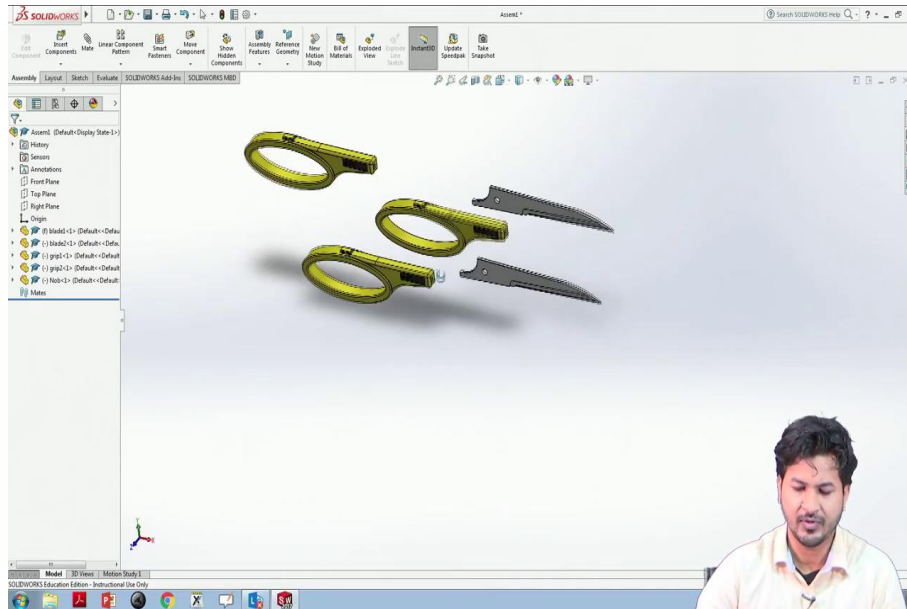 SOLIDWORKS
Assem1 *
Search SOLIDWORKS Help
Edit Component
Insert Components
Mate
Linear Component Pattern
Smart Fasteners
Move Component
Show Hidden Components
Assembly Features
Reference Geometry
New Motion Study
Bill of Materials
Exploded View
Explode Line Sketch
Instant3D
Update Speedpak
Take Snapshot
Assembly Layout Sketch Evaluate SOLIDWORKS Add-Ins SOLIDWORKS MBD
Assem1 (Default<Display State-1>)
History
Sensors
Annotations
Front Plane
Top Plane
Right Plane
Origin
(f) blade1<1> (Default<<Defau
(-) blade2<1> (Default<<Defau
(-) grip1<1> (Default<<Default
(-) grip2<1> (Default<<Default
(-) Nob<1> (Default<<Default
Mates
Model 3D Views Motion Study 1
SOLIDWORKS Education Edition - Instructional Use Only